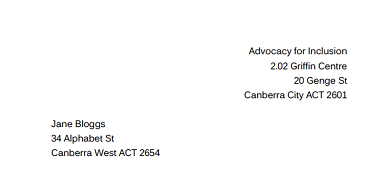 Advocacy for Inclusion
2.02 Griffin Centre
20 Genge St
Canberra City ACT 2601
Jane Bloggs
34 Alphabet St
Canberra West ACT 2654